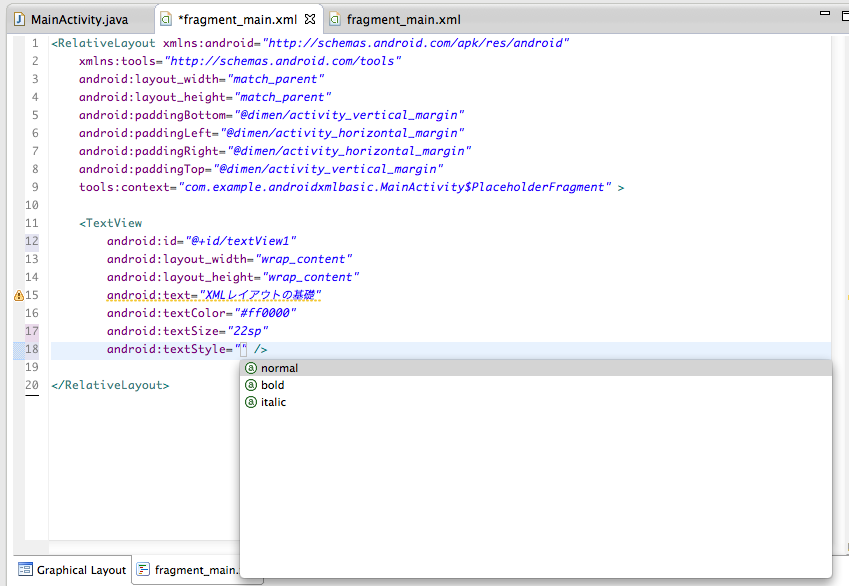 MainActivity.java
*fragment_main.xml
fragment_main.xml
1 <RelativeLayout xmlns:android="http://schemas.android.com/apk/res/android"
2 xmlns:tools="http://schemas.android.com/tools"
3 android:layout_width="match_parent"
4 android:layout_height="match_parent"
5 android:paddingBottom="@dimen/activity_vertical_margin"
6 android:paddingLeft="@dimen/activity_horizontal_margin"
7 android:paddingRight="@dimen/activity_horizontal_margin"
8 android:paddingTop="@dimen/activity_vertical_margin"
9 tools:context="com.example.androidxmlbasic.MainActivity$PlaceholderFragment" >
10
11 <TextView
12 android:id="@+id/textView1"
13 android:layout_width="wrap_content"
14 android:layout_height="wrap_content"
15 android:text="XMLレイアウトの基礎"
16 android:textColor="#ff0000"
17 android:textSize="22sp"
18 android:textStyle="" />
19
20 </RelativeLayout>
normal
bold
italic
Graphical Layout
fragment_main.